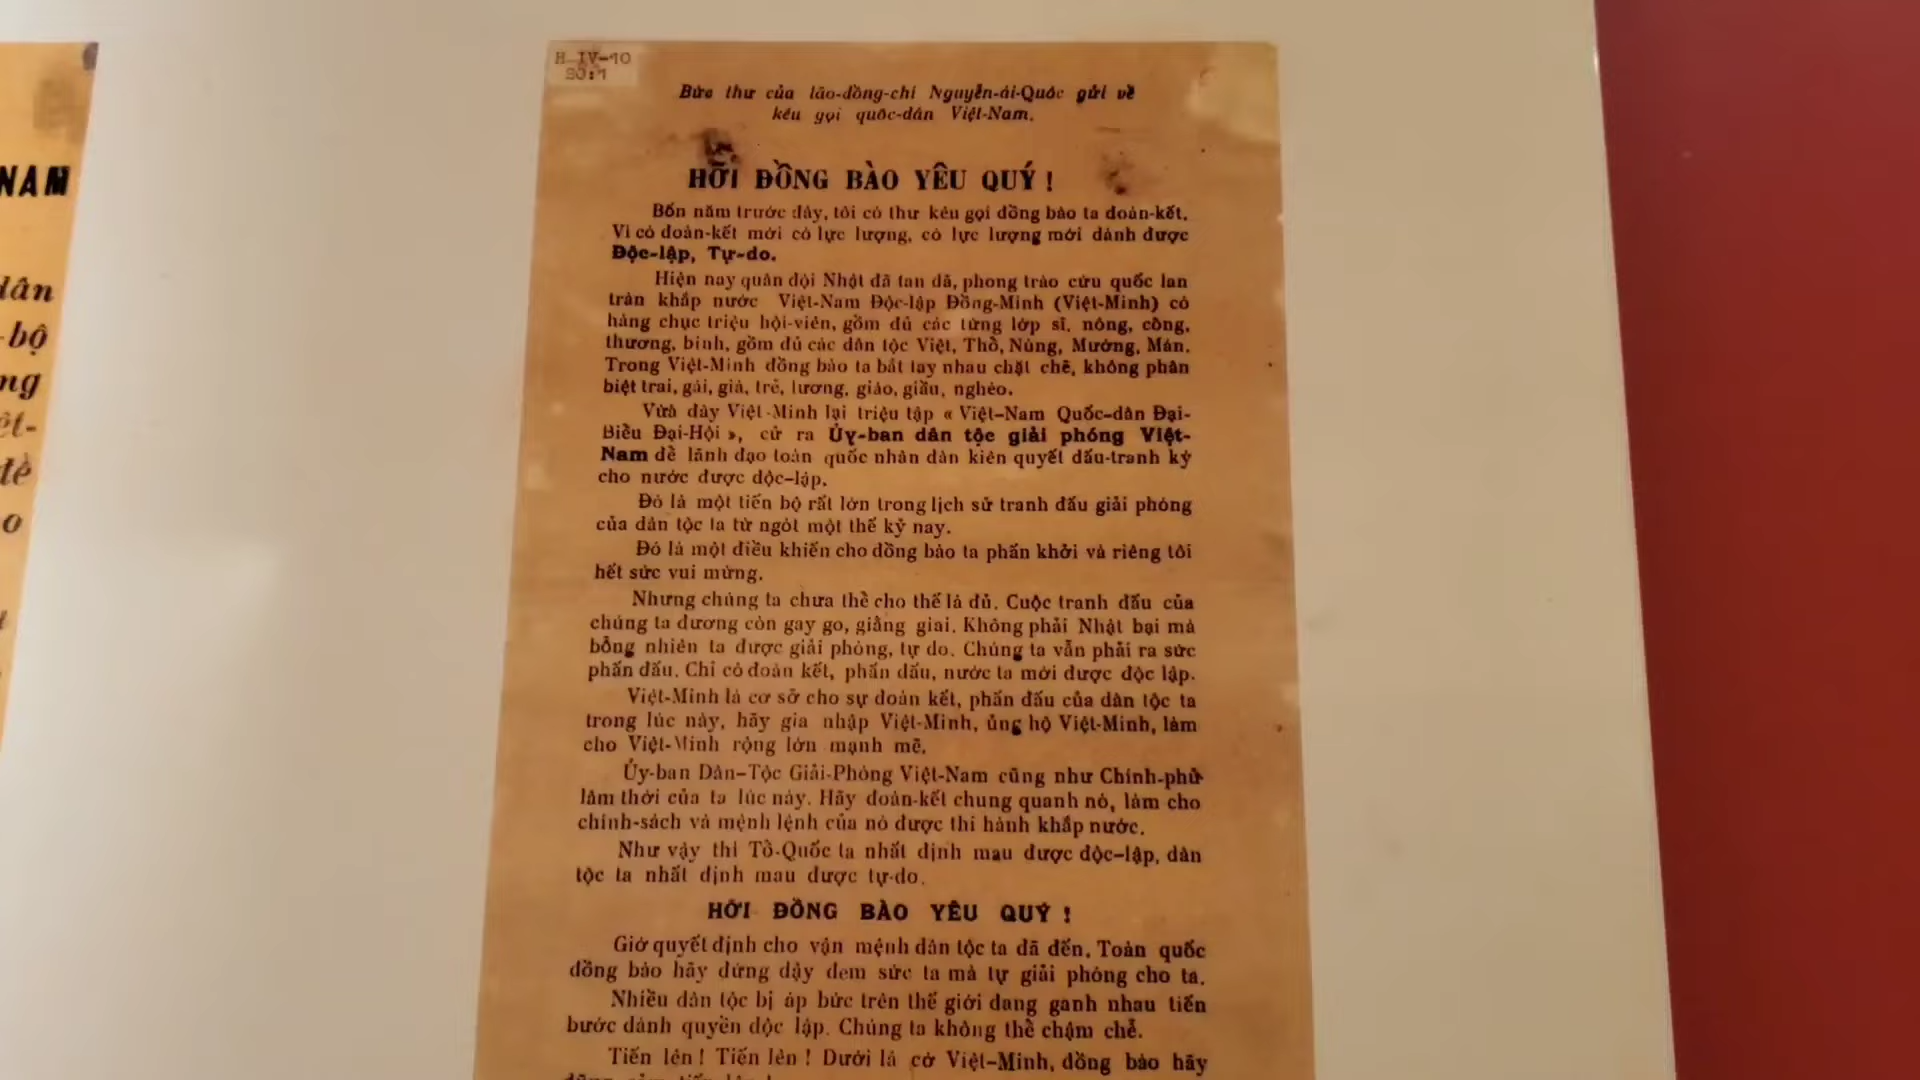 NAM
dân
-bộ
ng
ệt-
đề
o
H IV-10
Bức thư của lão-đồng-chí Nguyễn-ái-Quốc gửi về
kêu gọi quốc-dân Việt-Nam.
HỠI ĐỒNG BÀO YÊU QUÝ !
Bốn năm trước đây, tôi có thư kêu gọi đồng bào ta đoàn-kết.
Vì có đoàn-kết mới có lực lượng, có lực lượng mới dành được
Độc-lập, Tự-do.
Hiện nay quân đội Nhật đã tan dã, phong trào cứu quốc lan
tràn khắp nước Việt-Nam Độc-lập Đồng-Minh (Việt-Minh) có
hàng chục triệu hội-viên, gồm đủ các từng lớp sĩ, nông, công,
thương, binh, gồm đủ các dân tộc Việt, Thổ, Nùng, Mường, Mán.
Trong Việt-Minh đồng bào ta bắt tay nhau chặt chẽ, không phân
biệt trai, gái, già, trẻ, lương, giáo, giầu, nghèo.
Vừa đây Việt-Minh lại triệu tập « Việt-Nam Quốc-dân Đại-
Biểu Đại-Hội », cử ra Ủy-ban dân tộc giải phóng Việt-
Nam để lãnh đạo toàn quốc nhân dân kiên quyết đấu-tranh kỳ
cho nước được độc-lập.
Đó là một tiến bộ rất lớn trong lịch sử tranh đấu giải phóng
của dân tộc ta từ ngót một thế kỷ nay.
Đó là một điều khiến cho đồng bào ta phấn khởi và riêng tôi
hết sức vui mừng.
Nhưng chúng ta chưa thể cho thế là đủ. Cuộc tranh đấu của
chúng ta đương còn gay go, giằng giai. Không phải Nhật bại mà
bỗng nhiên ta được giải phóng, tự do. Chúng ta vẫn phải ra sức
phấn đấu. Chỉ có đoàn kết, phấn đấu, nước ta mới được độc lập.
Việt-Minh là cơ sở cho sự đoàn kết, phấn đấu của dân tộc ta
trong lúc này, hãy gia nhập Việt-Minh, ủng hộ Việt-Minh, làm
cho Việt-Minh rộng lớn mạnh mẽ.
Ủy-ban Dân-Tộc Giải-Phóng Việt-Nam cũng như Chính-phủ
lâm thời của ta lúc này. Hãy đoàn-kết chung quanh nó, làm cho
chính-sách và mệnh lệnh của nó được thi hành khắp nước.
Như vậy thì Tổ-Quốc ta nhất định mau được độc-lập, dân
tộc ta nhất định mau được tự-do.
HỠI ĐỒNG BÀO YÊU QUÝ !
Giờ quyết định cho vận mệnh dân tộc ta đã đến. Toàn quốc
đồng bào hãy đứng dậy đem sức ta mà tự giải phóng cho ta.
Nhiều dân tộc bị áp bức trên thế giới đang ganh nhau tiến
bước dành quyền độc lập. Chúng ta không thể chậm chễ.
Tiến lên ! Tiến lên ! Dưới lá cờ Việt-Minh, đồng bào hãy